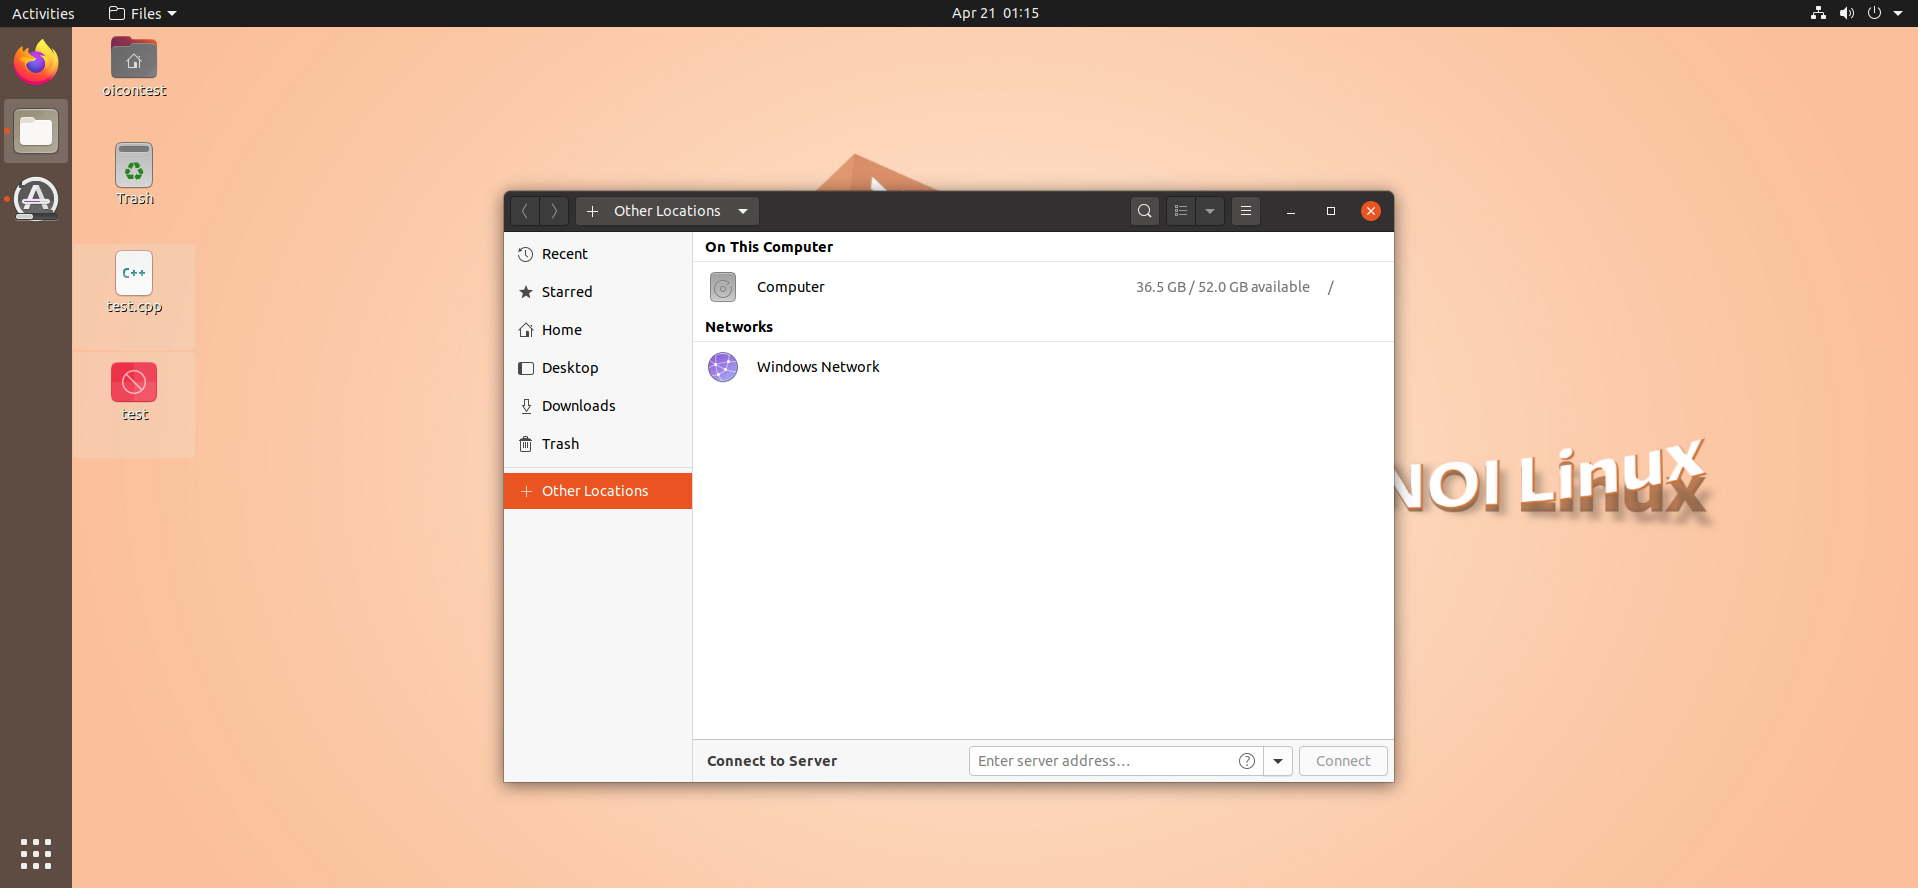 Activities
Files
Apr 21 01:15
oicontest
Trash
C++
test.cpp
test
Other Locations
Recent
Starred
Home
Desktop
Downloads
Trash
Other Locations
On This Computer
Computer 36.5 GB / 52.0 GB available /
Networks
Windows Network
Connect to Server Enter server address… Connect
NOI Linux